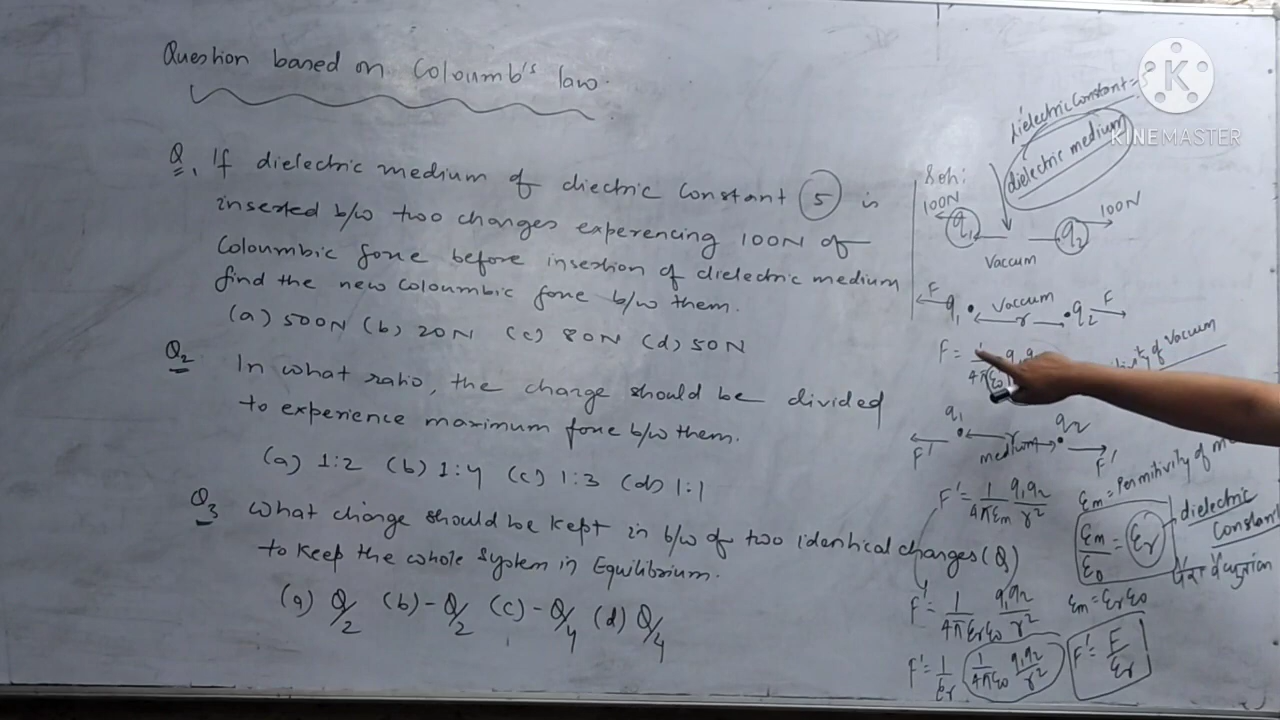 Question based on Coloumb's law.
Q1. If dielectric medium of diectric Constant 5 is
inserted b/w two charges experencing 100N of
Coloumbic force before insertion of dielectric medium
find the new coloumbic force b/w them.
(a) 500N (b) 20N (c) 80N (d) 50N
Q2 In what ratio, the charge should be divided
to experience maximum force b/w them.
(a) 1:2 (b) 1:4 (c) 1:3 (d) 1:1
Q3 What charge should be kept in b/w of two identical charges (Q)
to keep the whole system in Equilibrium.
(a) Q/2 (b) -Q/2 (c) -Q/4 (d) Q/4
dielectric Constant =
dielectric medium
KINEMASTER
Soln:
100N
100N
q1 q2
Vaccum
F F
q1 Vaccum q2
r
F =
of Vacuum
q1 q2
r
medium
F' F'
F' = 1/4πεm q1q2/r²
εm = Permitivity of
εm/ε0 = εr dielectric
Constant
εm = εrε0
F' = 1/4πεrε0 q1q2/r²
F' = 1/εr 1/4πε0 q1q2/r²
F' = F/εr